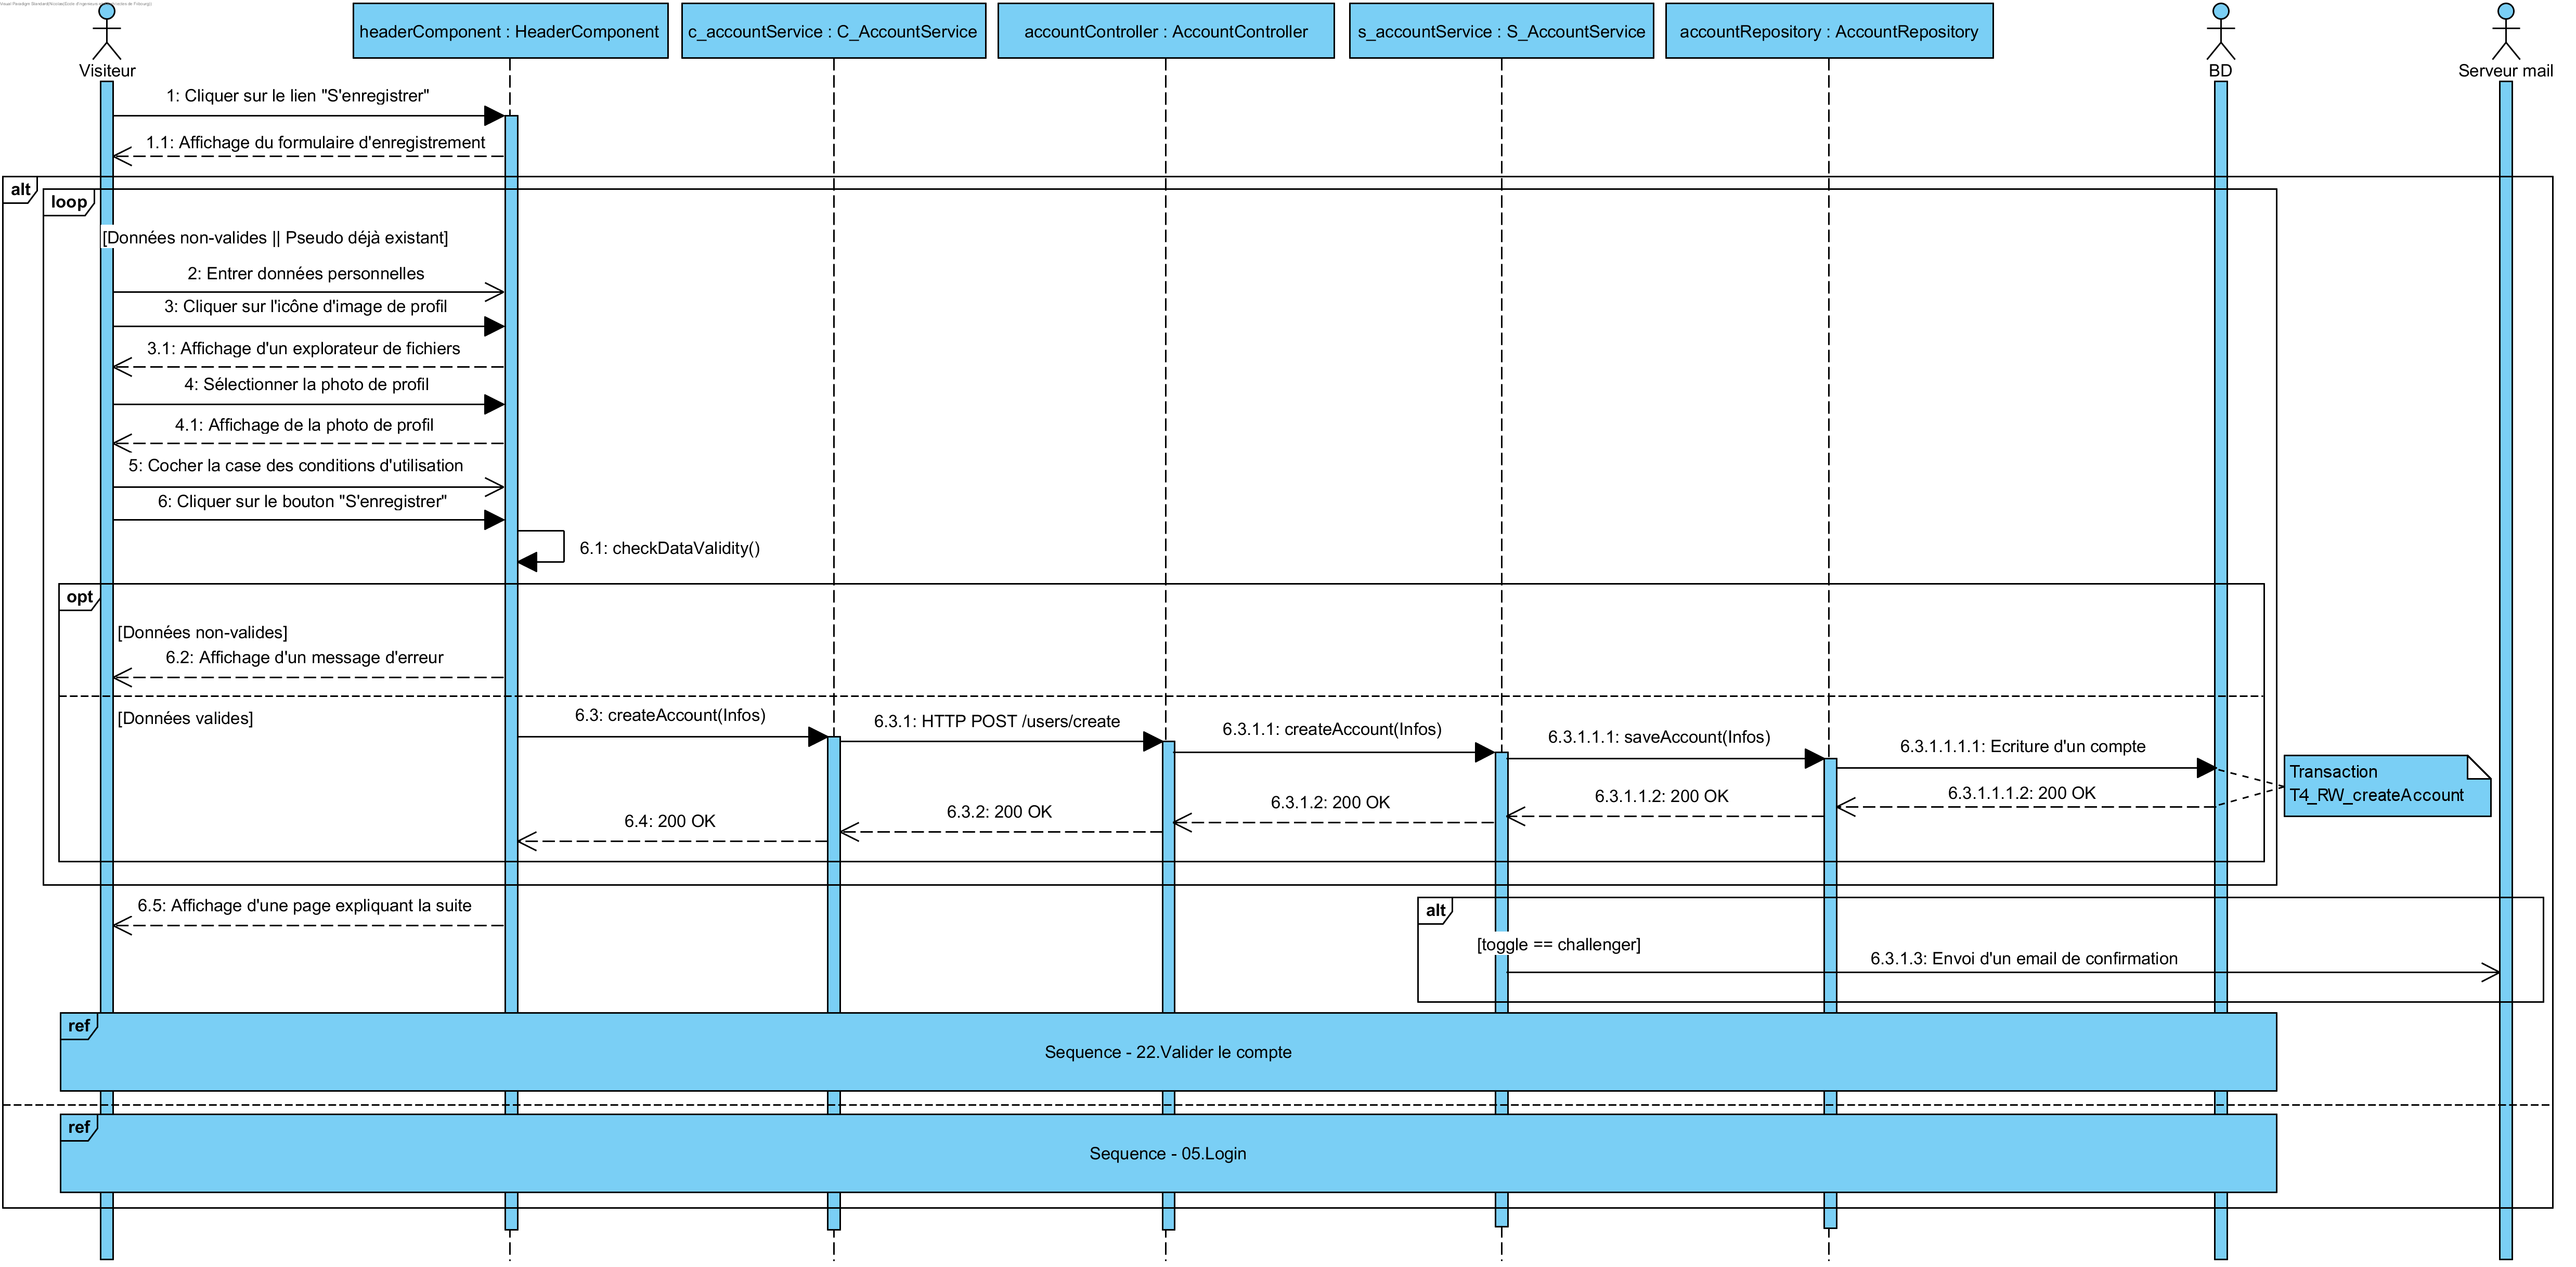 Visiteur
headerComponent : HeaderComponent
c_accountService : C_AccountService
accountController : AccountController
s_accountService : S_AccountService
accountRepository : AccountRepository
BD
Serveur mail
1: Cliquer sur le lien "S'enregistrer"
1.1: Affichage du formulaire d'enregistrement
alt
loop
[Données non-valides || Pseudo déjà existant]
2: Entrer données personnelles
3: Cliquer sur l'icône d'image de profil
3.1: Affichage d'un explorateur de fichiers
4: Sélectionner la photo de profil
4.1: Affichage de la photo de profil
5: Cocher la case des conditions d'utilisation
6: Cliquer sur le bouton "S'enregistrer"
6.1: checkDataValidity()
opt
[Données non-valides]
6.2: Affichage d'un message d'erreur
[Données valides]
6.3: createAccount(Infos)
6.3.1: HTTP POST /users/create
6.3.1.1: createAccount(Infos)
6.3.1.1.1: saveAccount(Infos)
6.3.1.1.1.1: Ecriture d'un compte
Transaction
T4_RW_createAccount
6.3.1.1.1.2: 200 OK
6.3.1.1.2: 200 OK
6.3.1.2: 200 OK
6.3.2: 200 OK
6.4: 200 OK
6.5: Affichage d'une page expliquant la suite
alt
[toggle == challenger]
6.3.1.3: Envoi d'un email de confirmation
ref
Sequence - 22.Valider le compte
ref
Sequence - 05.Login